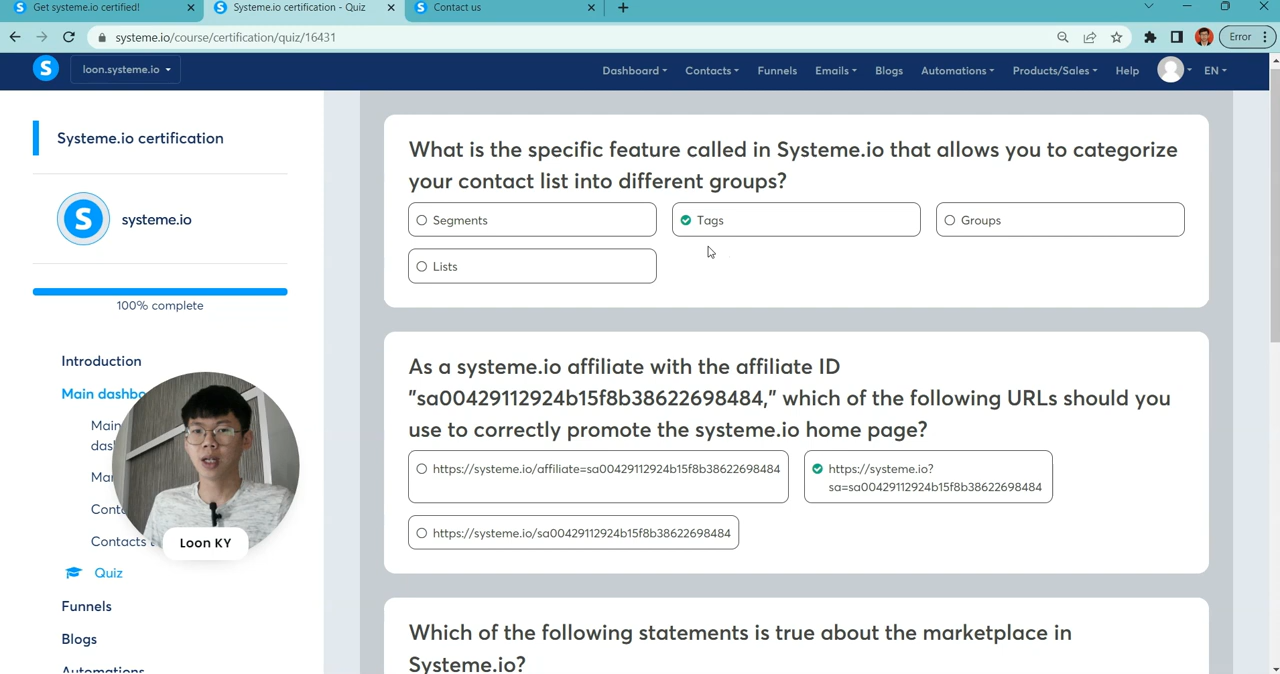 Get systeme.io certified!
Systeme.io certification - Quiz
Contact us
systeme.io/course/certification/quiz/16431
Error
S
loon.systeme.io
Dashboard
Contacts
Funnels
Emails
Blogs
Automations
Products/Sales
Help
EN
Systeme.io certification
S
systeme.io
100% complete
Introduction
Main
Loon KY
Quiz
Funnels
Blogs
Automations
What is the specific feature called in Systeme.io that allows you to categorize
your contact list into different groups?
Segments
Tags
Groups
Lists
As a systeme.io affiliate with the affiliate ID
"sa00429112924b15f8b38622698484," which of the following URLs should you
use to correctly promote the systeme.io home page?
https://systeme.io/affiliate=sa00429112924b15f8b38622698484
https://systeme.io?
sa=sa00429112924b15f8b38622698484
https://systeme.io/sa00429112924b15f8b38622698484
Which of the following statements is true about the marketplace in
Systeme.io?